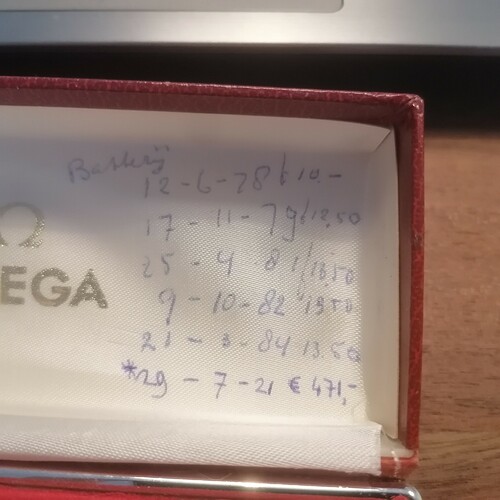 Batterij
12-6-78 f 10.-
17-11-79 f 12,50
25-4-81 f 13.50
9-10-82 13.50
21-3-84 13.50
*29-7-21 € 471,-
Ω
EGA